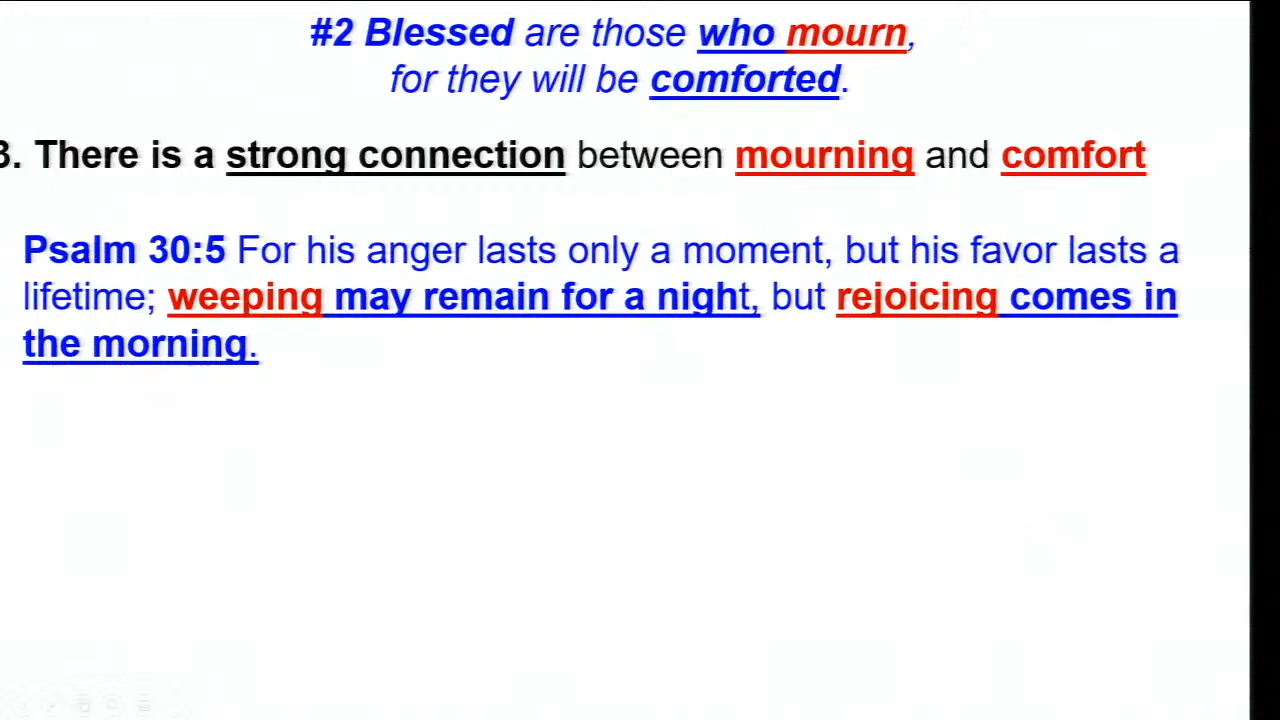 #2 Blessed are those who mourn,
for they will be comforted.
3. There is a strong connection between mourning and comfort
Psalm 30:5 For his anger lasts only a moment, but his favor lasts a
lifetime; weeping may remain for a night, but rejoicing comes in
the morning.